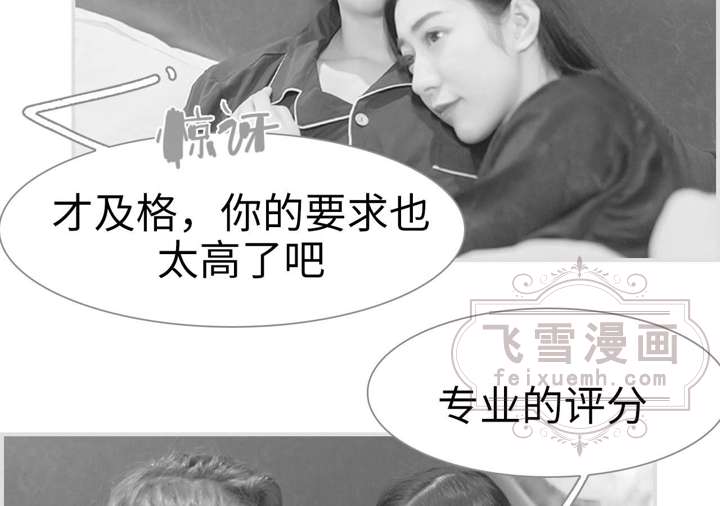 惊讶
才及格，你的要求也
太高了吧
飞雪漫画
feixuemh.com
专业的评分